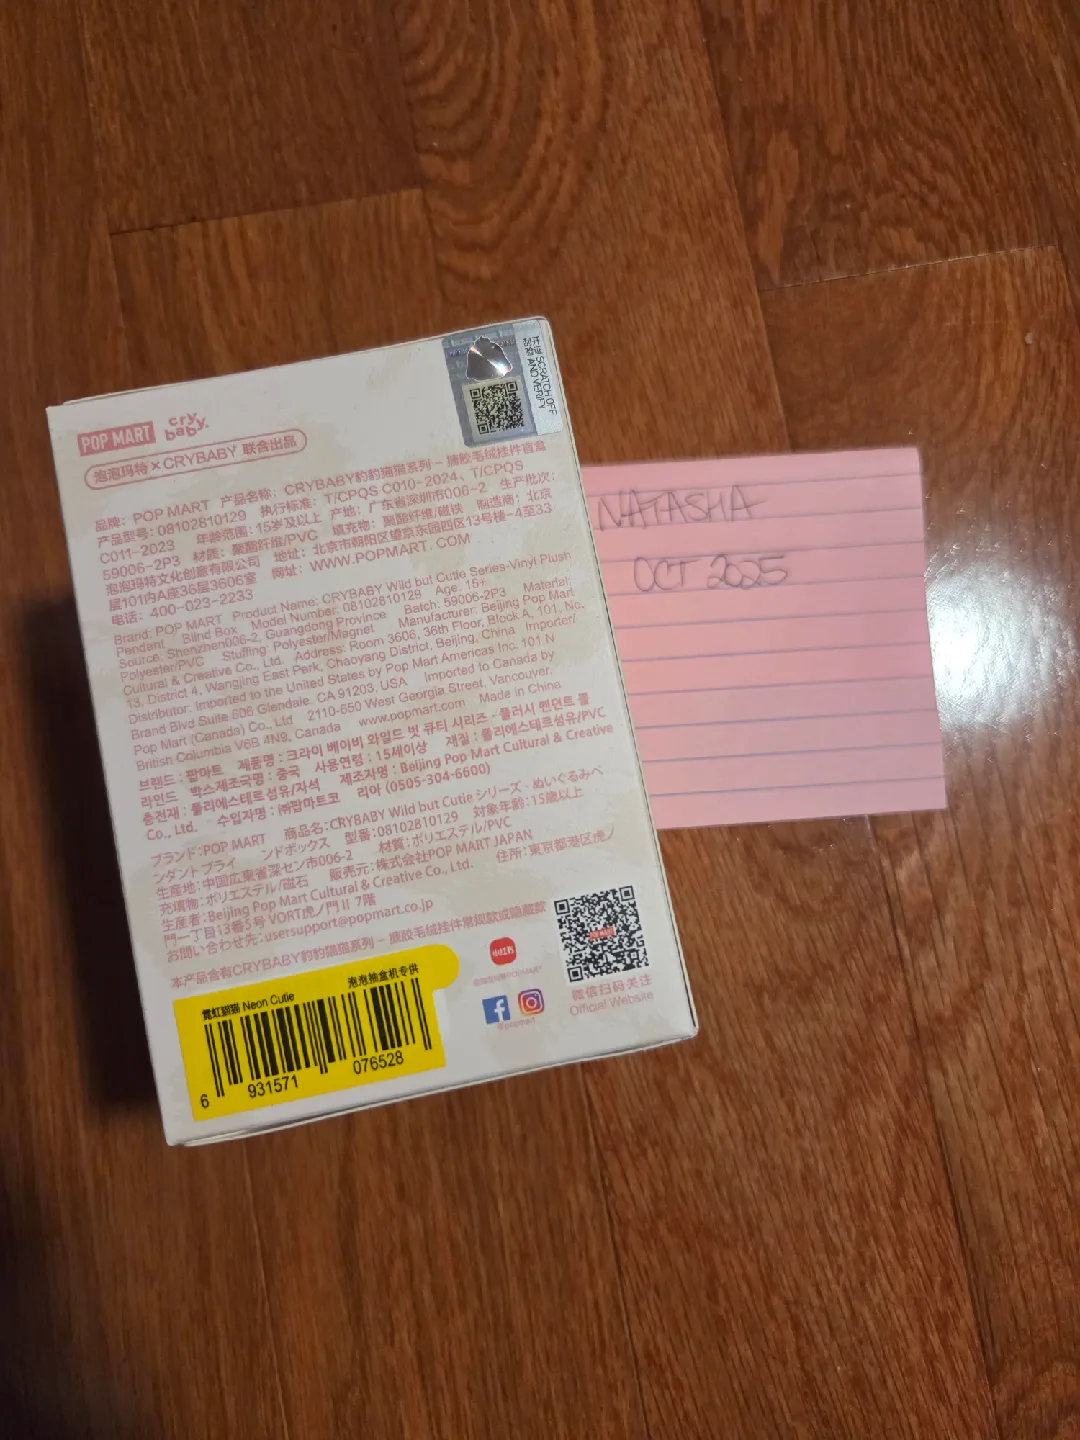 POP MART cry baby.
泡泡玛特×CRYBABY 联合出品
品牌：POP MART 产品名称：CRYBABY豹豹猫猫系列－搪胶毛绒挂件盲盒
产品型号：08102810129 执行标准：T/CPQS C010-2024、T/CPQS
C011-2023 年龄范围：15岁及以上 产地：广东省深圳市006-2 生产批次：
59006-2P3 材质：聚酯纤维/PVC 填充物：聚酯纤维/磁铁 制造商：北京
泡泡玛特文化创意有限公司 地址：北京市朝阳区望京东园四区13号楼-4至33
层101内A座36层3606室 网址：WWW.POPMART.COM
电话：400-023-2233
Brand: POP MART Product Name: CRYBABY Wild but Cutie Series-Vinyl Plush
Pendant Blind Box Model Number: 08102810129 Age: 15+
Source: Shenzhen006-2, Guangdong Province Batch: 59006-2P3 Material:
Polyester/PVC Stuffing: Polyester/Magnet Manufacturer: Beijing Pop Mart
Cultural & Creative Co., Ltd. Address: Room 3606, 36th Floor, Block A, 101, No.
13, District 4, Wangjing East Park, Chaoyang District, Beijing, China Importer/
Distributor: Imported to the United States by Pop Mart Americas Inc. 101 N
Brand Blvd Suite 606 Glendale, CA 91203, USA Imported to Canada by
Pop Mart (Canada) Co., Ltd 2110-650 West Georgia Street, Vancouver,
British Columbia V6B 4N9, Canada www.popmart.com Made in China
브랜드 : 팝마트 제품명 : 크라이 베이비 와일드 벗 큐티 시리즈 - 플러시 펜던트 블
라인드 박스제조국명 : 중국 사용연령 : 15세이상 재질 : 폴리에스테르섬유/PVC
충전재 : 폴리에스테르섬유/자석 제조자명 : Beijing Pop Mart Cultural & Creative
Co., Ltd. 수입자명 : ㈜팝마트코 리아 (0505-304-6600)
ブランド：POP MART 商品名：CRYBABY Wild but Cutie シリーズ - ぬいぐるみペ
ンダントブライ ンドボックス 型番：08102810129 対象年齢：15歳以上
生産地：中国広東省深セン市006-2 材質：ポリエステル/PVC
充填物：ポリエステル/磁石 販売元：株式会社POP MART JAPAN
生産者：Beijing Pop Mart Cultural & Creative Co., Ltd. 住所：東京都港区虎ノ
門一丁目13番5号 VORT虎ノ門Ⅱ 7階
お問い合わせ先：usersupport@popmart.co.jp
本产品含有CRYBABY豹豹猫猫系列－搪胶毛绒挂件常规款或隐藏款
霓虹猫猫 Neon Cutie 泡泡抽盒机专供
6 931571 076528
小红书
@popmart
微信扫码关注
Official Website
SCRATCH OFF
AND VERIFY
NATASHA
OCT 2025